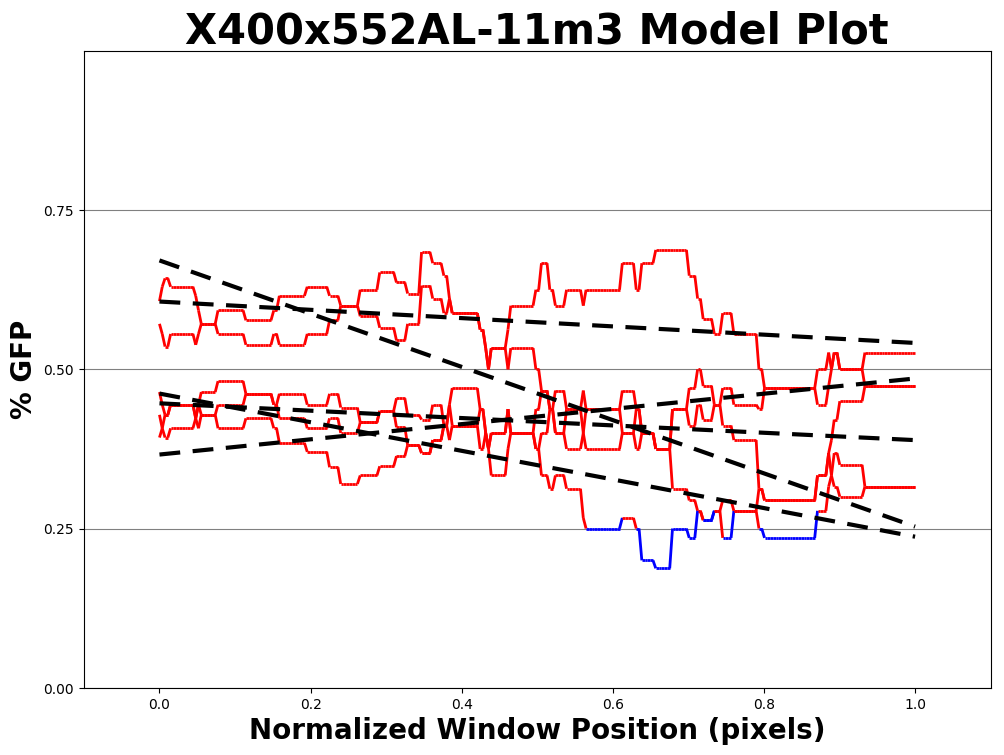 X400x552AL-11m3 Model Plot
% GFP
0.75
0.50
0.25
0.00
0.0 0.2 0.4 0.6 0.8 1.0
Normalized Window Position (pixels)